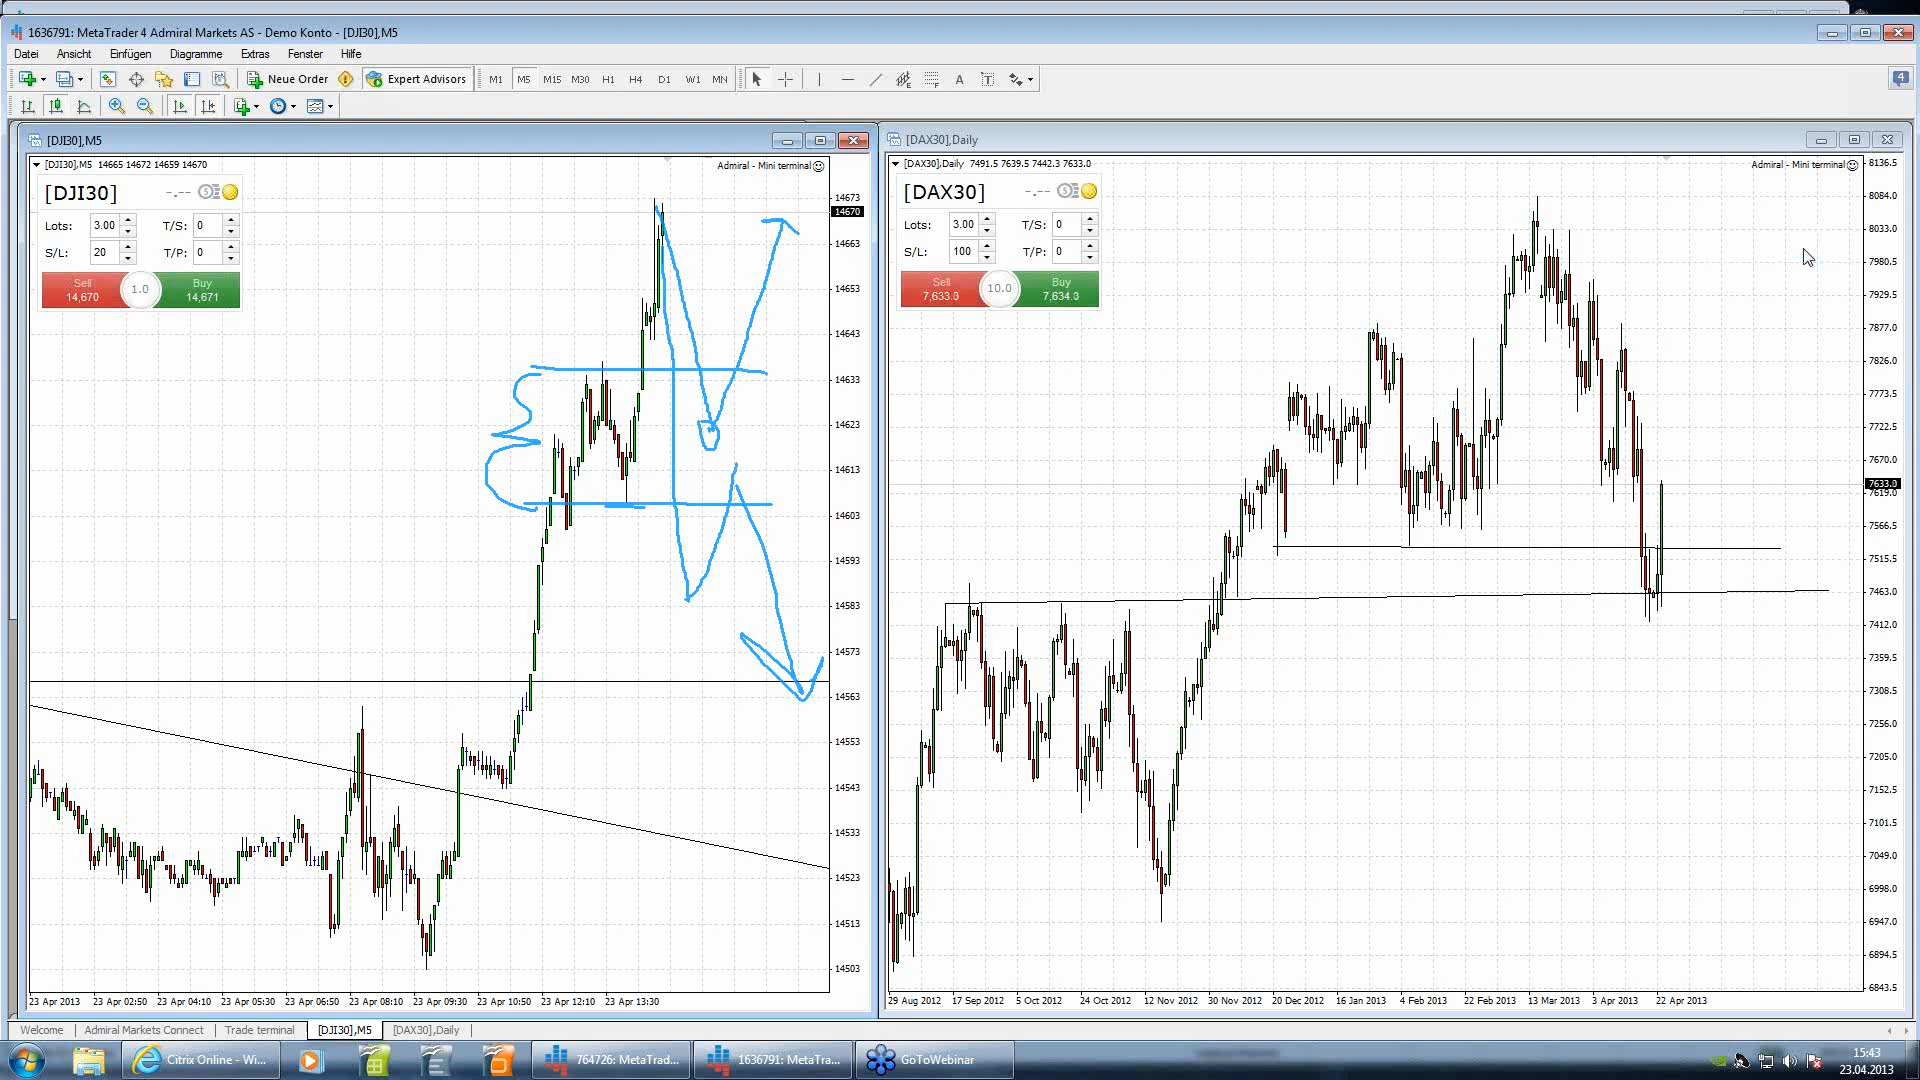 1636791: MetaTrader 4 Admiral Markets AS - Demo Konto - [DJI30],M5
Datei Ansicht Einfügen Diagramme Extras Fenster Hilfe
Neue Order Expert Advisors M1 M5 M15 M30 H1 H4 D1 W1 MN A T 4
[DJI30],M5
[DJI30],M5 14665 14672 14659 14670
Admiral - Mini terminal
[DJI30] -.--
Lots: 3.00 T/S: 0
S/L: 20 T/P: 0
Sell 1.0 Buy
14,670 14,671
14673
14670
14663
14653
14643
14633
14623
14613
14603
14593
14583
14573
14563
14553
14543
14533
14523
14513
14503
23 Apr 2013 23 Apr 02:50 23 Apr 04:10 23 Apr 05:30 23 Apr 06:50 23 Apr 08:10 23 Apr 09:30 23 Apr 10:50 23 Apr 12:10 23 Apr 13:30
[DAX30],Daily
[DAX30],Daily 7491.5 7639.5 7442.3 7633.0
Admiral - Mini terminal
[DAX30] -.--
Lots: 3.00 T/S: 0
S/L: 100 T/P: 0
Sell 10.0 Buy
7,633.0 7,634.0
8136.5
8084.0
8033.0
7980.5
7929.5
7877.0
7826.0
7773.5
7722.5
7670.0
7633.0
7619.0
7566.5
7515.5
7463.0
7412.0
7359.5
7308.5
7256.0
7205.0
7152.5
7101.5
7049.0
6998.0
6947.0
6894.5
6843.5
29 Aug 2012 17 Sep 2012 5 Oct 2012 24 Oct 2012 12 Nov 2012 30 Nov 2012 20 Dec 2012 16 Jan 2013 4 Feb 2013 22 Feb 2013 13 Mar 2013 3 Apr 2013 22 Apr 2013
Welcome Admiral Markets Connect Trade terminal [DJI30],M5 [DAX30],Daily
Citrix Online - Wi... 764726: MetaTrad... 1636791: MetaTra... GoToWebinar
15:43
23.04.2013